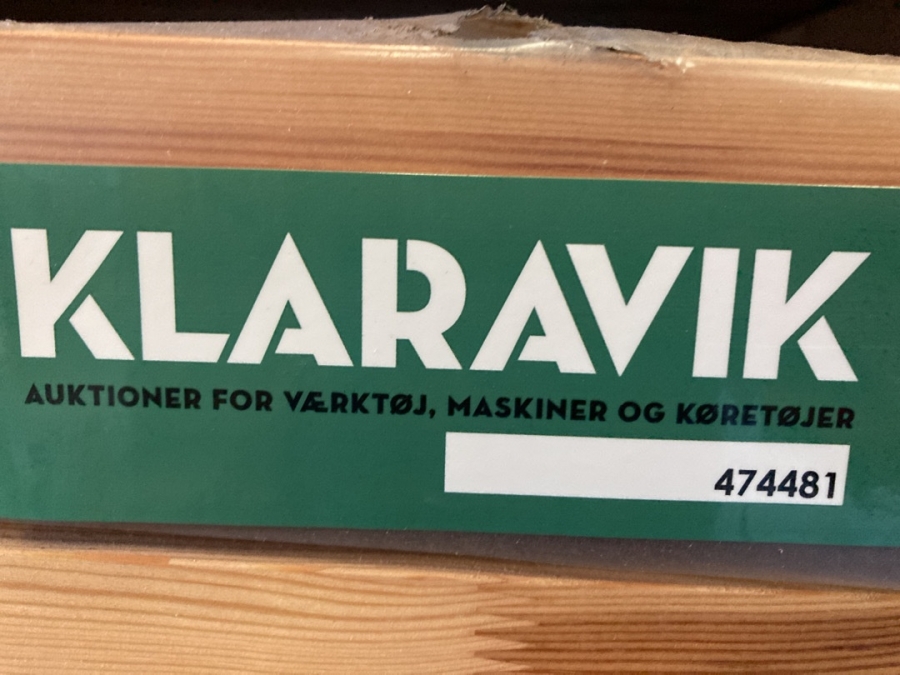 KLARAVIK
AUKTIONER FOR VÆRKTØJ, MASKINER OG KØRETØJER
474481